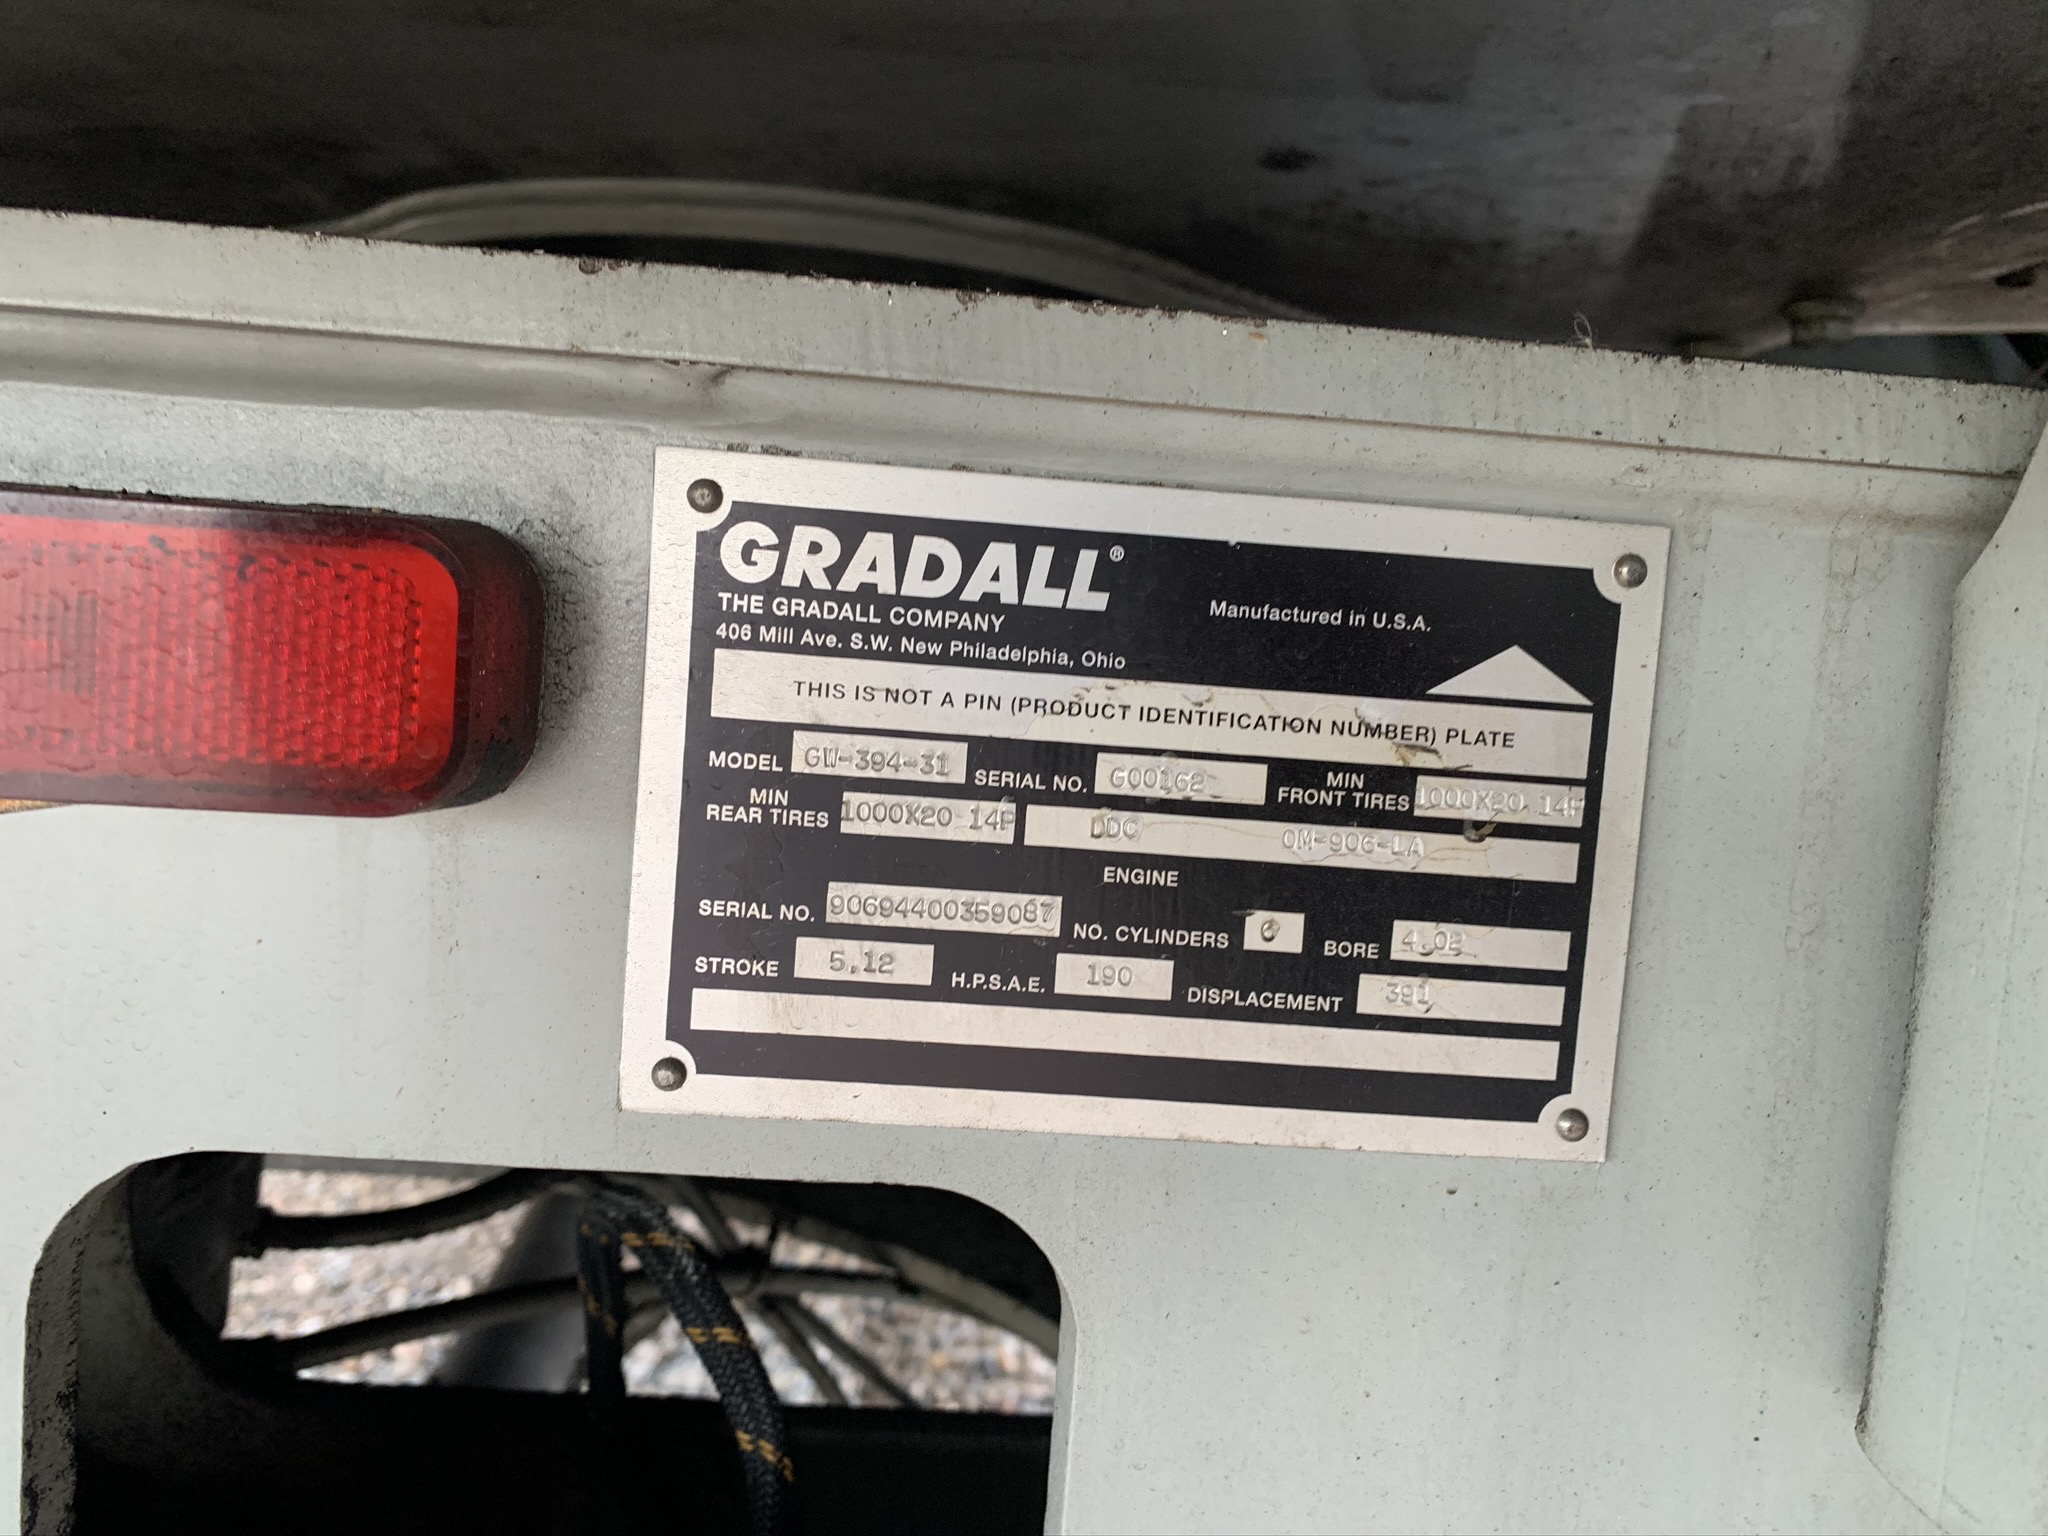 GRADALL®
THE GRADALL COMPANY
Manufactured in U.S.A.
406 Mill Ave. S.W. New Philadelphia, Ohio
THIS IS NOT A PIN (PRODUCT IDENTIFICATION NUMBER) PLATE
MODEL GW-394-31 SERIAL NO. G00162 MIN FRONT TIRES 1000X20 14P
MIN REAR TIRES 1000X20 14P DDC OM-906-LA
ENGINE
SERIAL NO. 90694400359087 NO. CYLINDERS 6 BORE 4.02
STROKE 5.12 H.P.S.A.E. 190 DISPLACEMENT 391